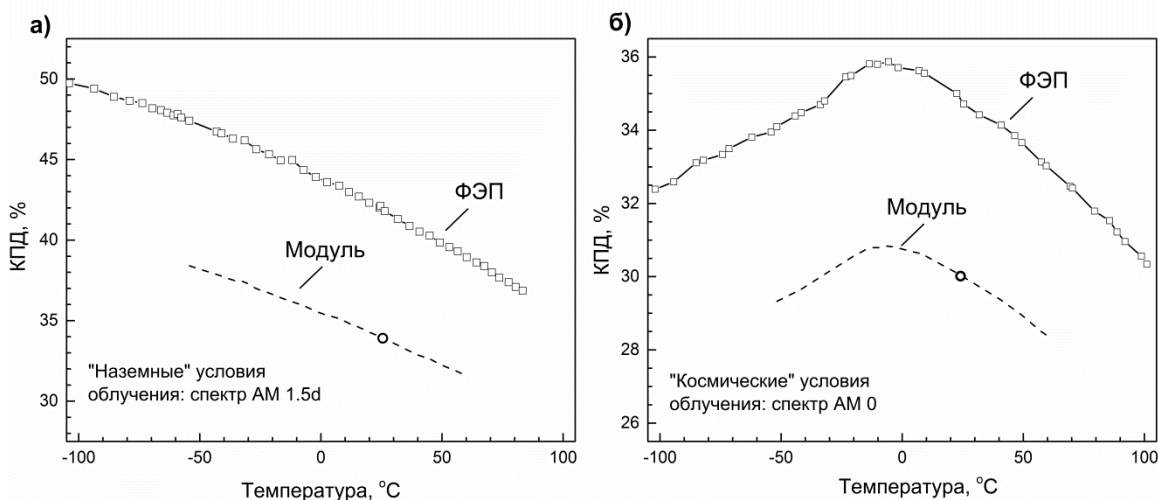 а)
50
45
40
35
30
КПД, %
ФЭП
Модуль
"Наземные" условия
облучения: спектр АМ 1.5d
-100
-50
0
50
100
Температура, °C
б)
36
34
32
30
28
26
КПД, %
ФЭП
Модуль
"Космические" условия
облучения: спектр АМ 0
-100
-50
0
50
100
Температура, °C